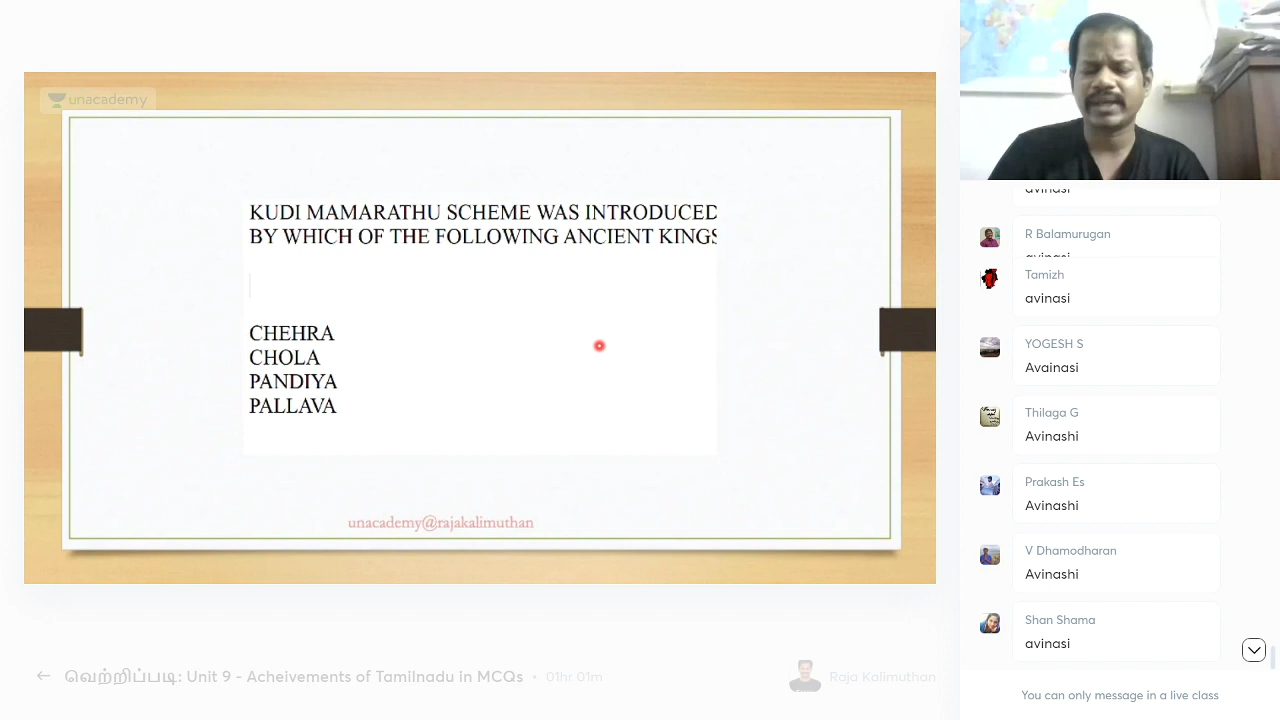 unacademy
KUDI MAMARATHU SCHEME WAS INTRODUCED
BY WHICH OF THE FOLLOWING ANCIENT KINGS
CHEHRA
CHOLA
PANDIYA
PALLAVA
unacademy@rajakalimuthan
வெற்றிப்படி: Unit 9 - Acheivements of Tamilnadu in MCQs • 01hr 01m
Raja Kalimuthan
avinasi
R Balamurugan
avinasi
Tamizh
avinasi
YOGESH S
Avainasi
Thilaga G
Avinashi
Prakash Es
Avinashi
V Dhamodharan
Avinashi
Shan Shama
avinasi
You can only message in a live class